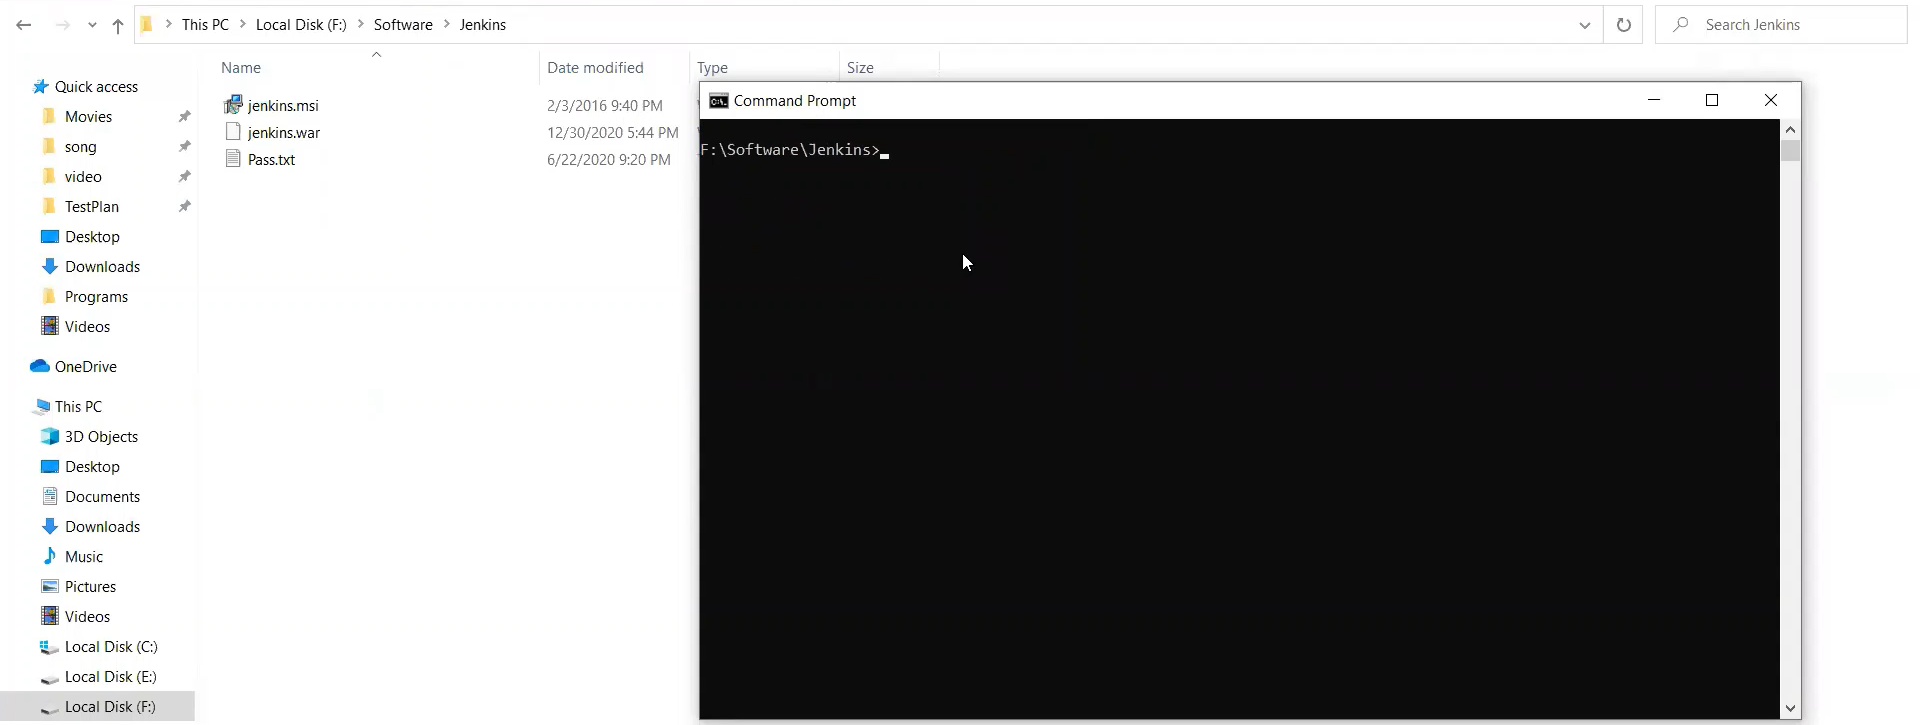 This PC > Local Disk (F:) > Software > Jenkins
Search Jenkins
Name
Date modified
Type
Size
Quick access
Movies
song
video
TestPlan
Desktop
Downloads
Programs
Videos
OneDrive
This PC
3D Objects
Desktop
Documents
Downloads
Music
Pictures
Videos
Local Disk (C:)
Local Disk (E:)
Local Disk (F:)
jenkins.msi 2/3/2016 9:40 PM
jenkins.war 12/30/2020 5:44 PM
Pass.txt 6/22/2020 9:20 PM
C:\.
Command Prompt
F:\Software\Jenkins>